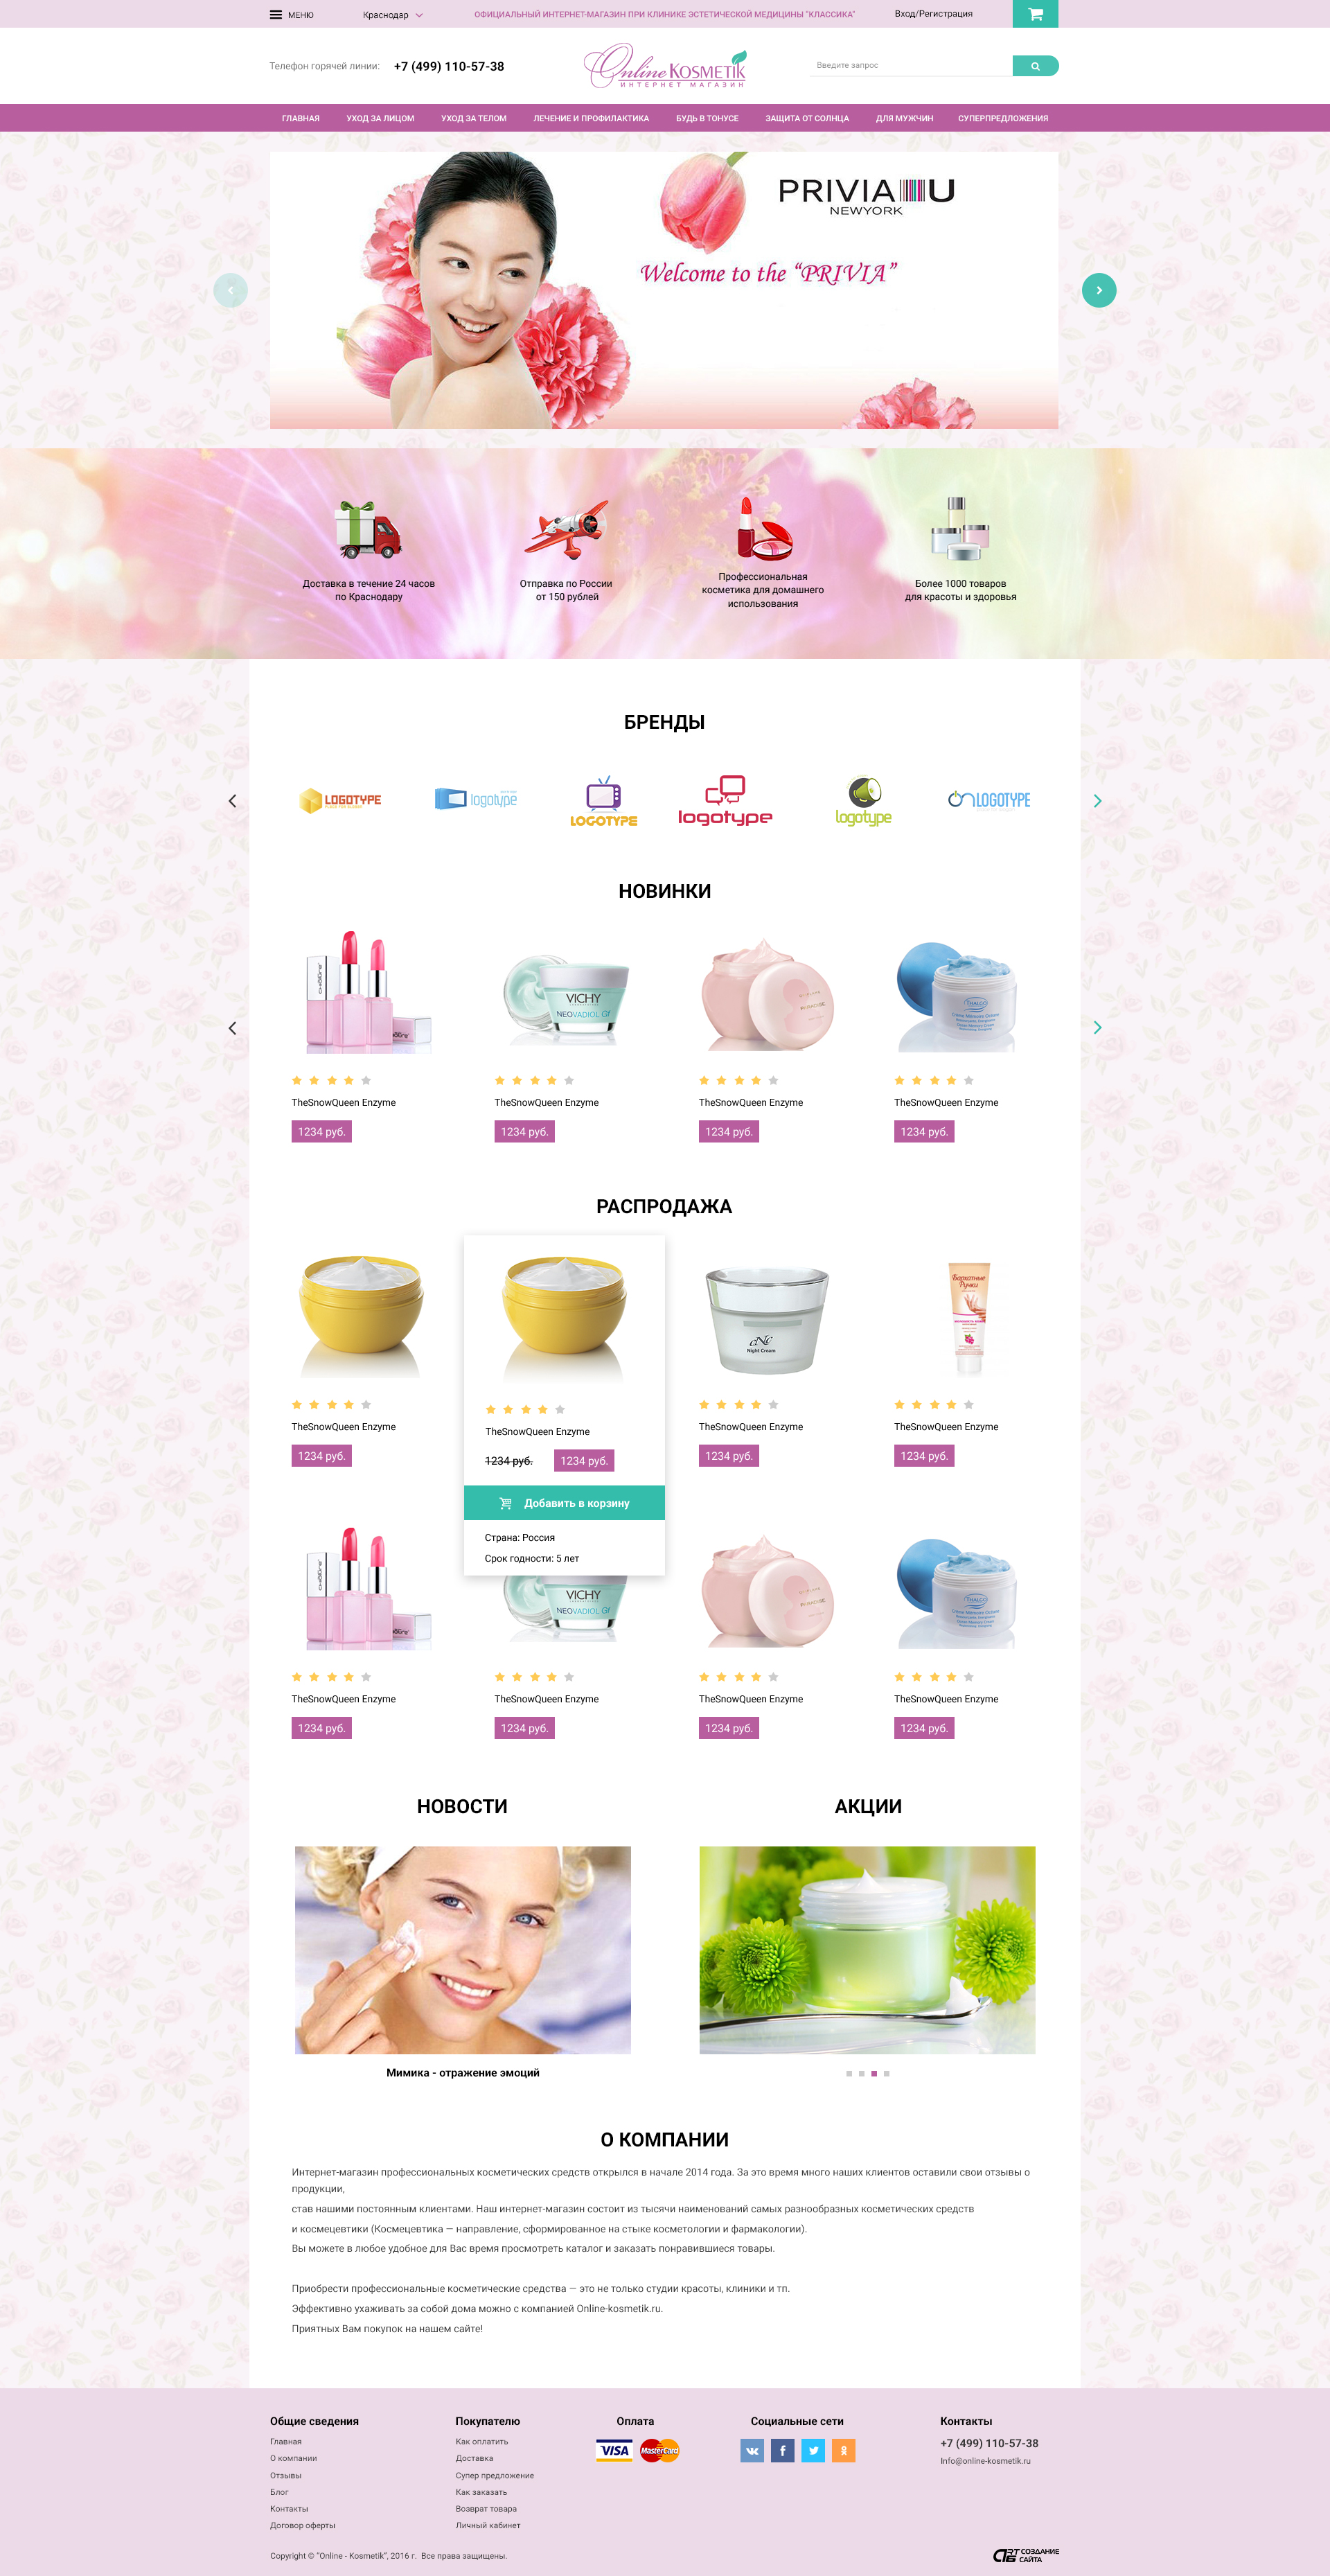 МЕНЮ
Краснодар
ОФИЦИАЛЬНЫЙ ИНТЕРНЕТ-МАГАЗИН ПРИ КЛИНИКЕ ЭСТЕТИЧЕСКОЙ МЕДИЦИНЫ "КЛАССИКА"
Вход/Регистрация
Телефон горячей линии:
+7 (499) 110-57-38
Online KOSMETIK
ИНТЕРНЕТ МАГАЗИН
Введите запрос
ГЛАВНАЯ
УХОД ЗА ЛИЦОМ
УХОД ЗА ТЕЛОМ
ЛЕЧЕНИЕ И ПРОФИЛАКТИКА
БУДЬ В ТОНУСЕ
ЗАЩИТА ОТ СОЛНЦА
ДЛЯ МУЖЧИН
СУПЕРПРЕДЛОЖЕНИЯ
PRIVIA U
NEWYORK
Welcome to the “PRIVIA”
Доставка в течение 24 часов
по Краснодару
Отправка по России
от 150 рублей
Профессиональная
косметика для домашнего
использования
Более 1000 товаров
для красоты и здоровья
БРЕНДЫ
LOGOTYPE
logotype
LOGOTYPE
logotype
logotype
LOGOTYPE
НОВИНКИ
VICHY
NEOVADIOL Gf
THALGO
TheSnowQueen Enzyme
1234 руб.
TheSnowQueen Enzyme
1234 руб.
TheSnowQueen Enzyme
1234 руб.
TheSnowQueen Enzyme
1234 руб.
РАСПРОДАЖА
CNC
Night Cream
Бархатные
Ручки
TheSnowQueen Enzyme
1234 руб.
TheSnowQueen Enzyme
1234 руб.
1234 руб.
Добавить в корзину
Страна: Россия
Срок годности: 5 лет
TheSnowQueen Enzyme
1234 руб.
TheSnowQueen Enzyme
1234 руб.
VICHY
NEOVADIOL Gf
THALGO
TheSnowQueen Enzyme
1234 руб.
TheSnowQueen Enzyme
1234 руб.
TheSnowQueen Enzyme
1234 руб.
TheSnowQueen Enzyme
1234 руб.
НОВОСТИ
Мимика - отражение эмоций
АКЦИИ
О КОМПАНИИ
Интернет-магазин профессиональных косметических средств открылся в начале 2014 года. За это время много наших клиентов оставили свои отзывы о
продукции,
став нашими постоянным клиентами. Наш интернет-магазин состоит из тысячи наименований самых разнообразных косметических средств
и космецевтики (Космецевтика — направление, сформированное на стыке косметологии и фармакологии).
Вы можете в любое удобное для Вас время просмотреть каталог и заказать понравившиеся товары.
Приобрести профессиональные косметические средства — это не только студии красоты, клиники и тп.
Эффективно ухаживать за собой дома можно с компанией Online-kosmetik.ru.
Приятных Вам покупок на нашем сайте!
Общие сведения
Главная
О компании
Отзывы
Блог
Контакты
Договор оферты
Покупателю
Как оплатить
Доставка
Супер предложение
Как заказать
Возврат товара
Личный кабинет
Оплата
VISA
MasterCard
Социальные сети
Контакты
+7 (499) 110-57-38
Info@online-kosmetik.ru
Copyright © “Online - Kosmetik”, 2016 г. Все права защищены.
СОЗДАНИЕ
САЙТА